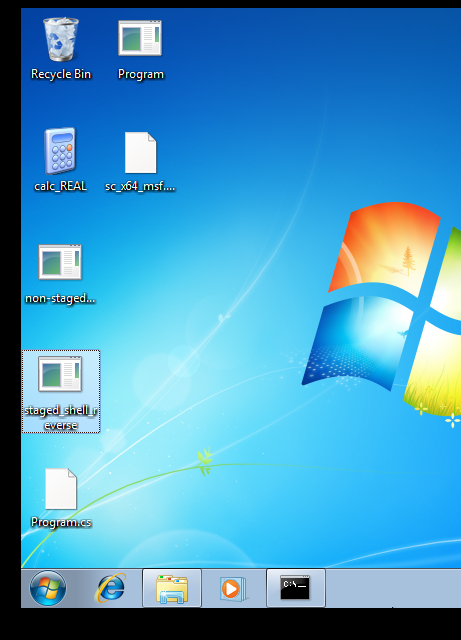 Recycle Bin
Program
calc_REAL
sc_x64_msf....
non-staged...
staged_shell_r
everse
Program.cs
C:\_